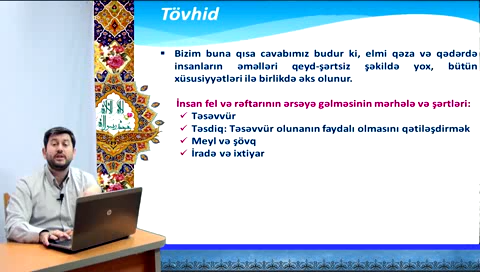 Tövhid
Bizim buna qısa cavabımız budur ki, elmi qəza və qədərdə
insanların əməlləri qeyd-şərtsiz şəkildə yox, bütün
xüsusiyyətləri ilə birlikdə əks olunur.
İnsan fel və rəftarının ərsəyə gəlməsinin mərhələ və şərtləri:
Təsəvvür
Təsdiq: Təsəvvür olunanın faydalı olmasını qətiləşdirmək
Meyl və şövq
İradə və ixtiyar